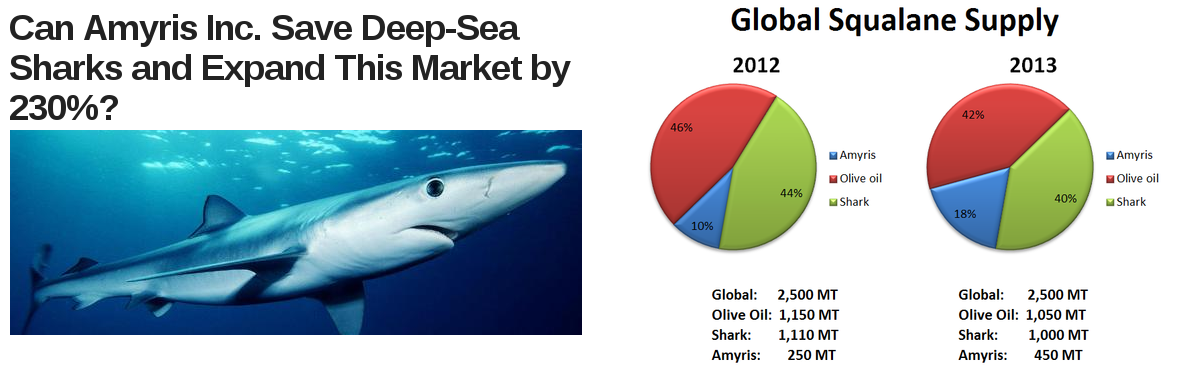 Can Amyris Inc. Save Deep-Sea
Sharks and Expand This Market by
230%?
Global Squalane Supply
2012
46%
44%
10%
Amyris
Olive oil
Shark
Global: 2,500 MT
Olive Oil: 1,150 MT
Shark: 1,110 MT
Amyris: 250 MT
2013
42%
40%
18%
Amyris
Olive oil
Shark
Global: 2,500 MT
Olive Oil: 1,050 MT
Shark: 1,000 MT
Amyris: 450 MT